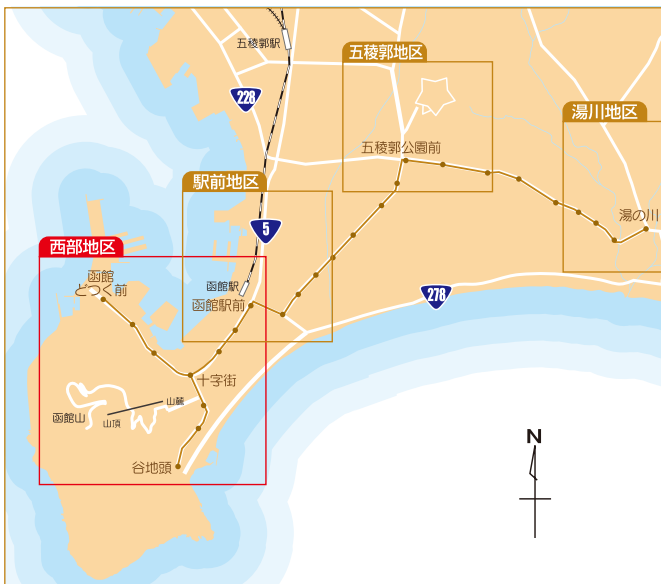 五稜郭駅
五稜郭地区
228
湯川地区
五稜郭公園前
駅前地区
湯の川
5
西部地区
函館
どつく前
函館駅
278
函館駅前
十字街
山麓
函館山
山頂
谷地頭
N